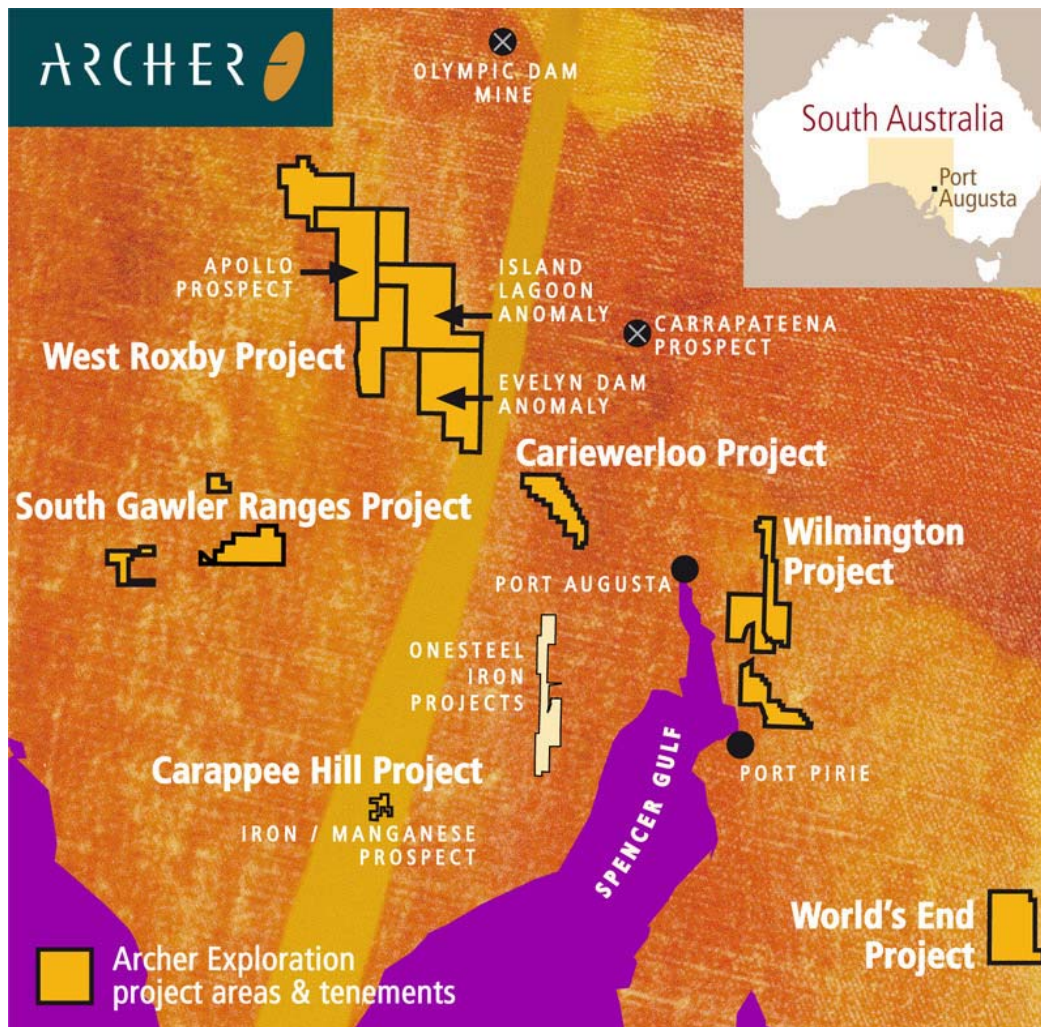 ARCHER
OLYMPIC DAM
MINE
South Australia
Port
Augusta
APOLLO
PROSPECT
ISLAND
LAGOON
ANOMALY
CARRAPATEENA
PROSPECT
West Roxby Project
EVELYN DAM
ANOMALY
Cariewerloo Project
South Gawler Ranges Project
Wilmington
Project
PORT AUGUSTA
ONESTEEL
IRON
PROJECTS
Carappee Hill Project
PORT PIRIE
IRON / MANGANESE
PROSPECT
SPENCER GULF
World's End
Project
Archer Exploration
project areas & tenements